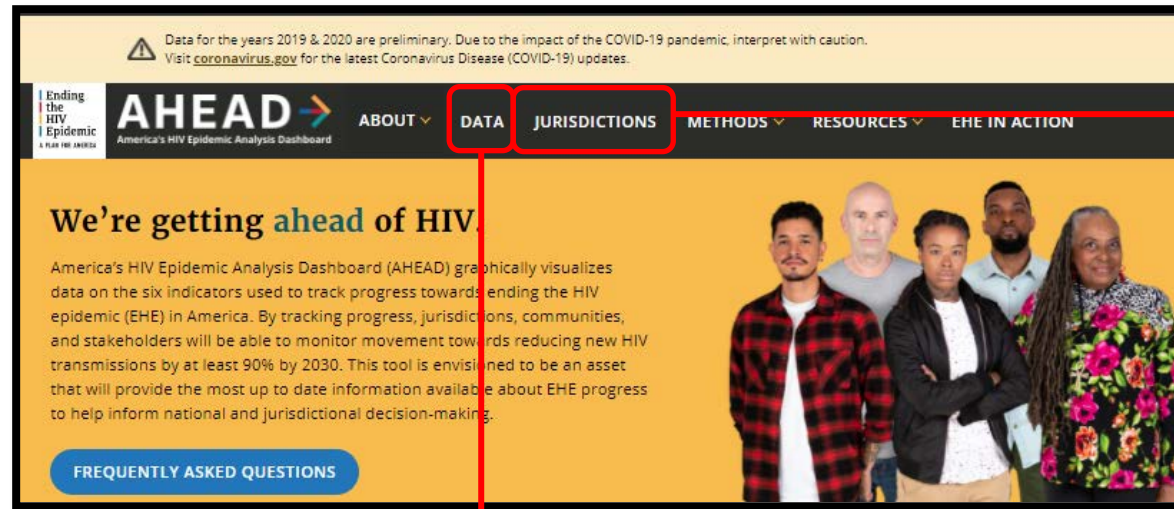 Data for the years 2019 & 2020 are preliminary. Due to the impact of the COVID-19 pandemic, interpret with caution.
Visit coronavirus.gov for the latest Coronavirus Disease (COVID-19) updates.
Ending
the
HIV
Epidemic
A PLAN FOR AMERICA
AHEAD
America's HIV Epidemic Analysis Dashboard
ABOUT DATA JURISDICTIONS METHODS RESOURCES EHE IN ACTION
We're getting ahead of HIV.
America's HIV Epidemic Analysis Dashboard (AHEAD) graphically visualizes
data on the six indicators used to track progress towards ending the HIV
epidemic (EHE) in America. By tracking progress, jurisdictions, communities,
and stakeholders will be able to monitor movement towards reducing new HIV
transmissions by at least 90% by 2030. This tool is envisioned to be an asset
that will provide the most up to date information available about EHE progress
to help inform national and jurisdictional decision-making.
FREQUENTLY ASKED QUESTIONS